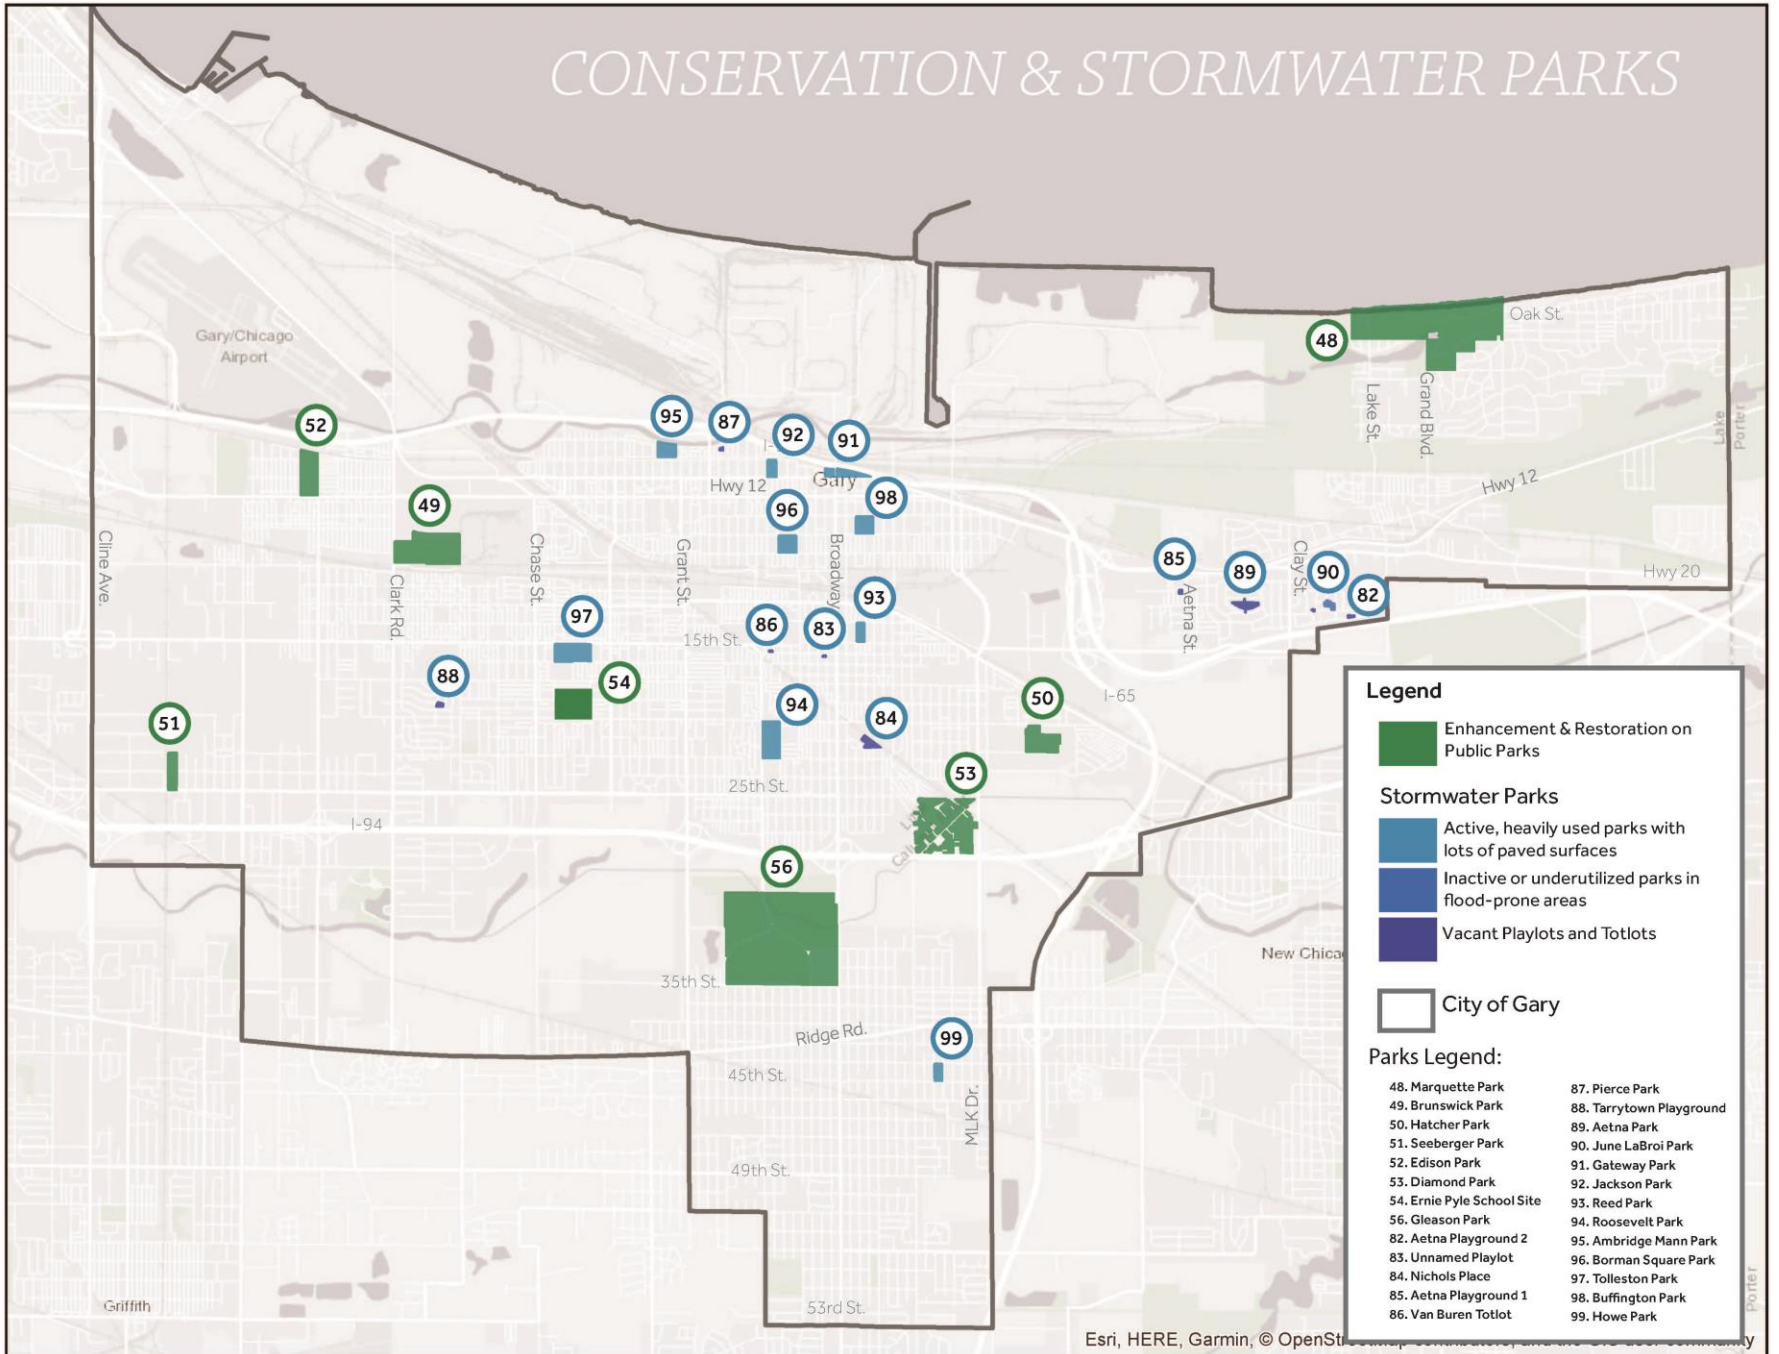 CONSERVATION & STORMWATER PARKS
Gary/Chicago
Airport
Oak St.
48
Lake St.
Grand Blvd.
Lake
Porter
52
95
87
92
91
I-
Hwy 12
Gary
98
Hwy 12
49
96
Cline Ave.
Clark Rd.
Chase St.
Grant St.
Broadway
85
Aetna St.
89
Clay St.
90
82
Hwy 20
97
15th St.
86
83
93
88
54
94
84
50
I-65
51
25th St.
53
I-94
56
35th St.
New Chica
Ridge Rd.
99
45th St.
MLK Dr.
49th St.
53rd St.
Griffith
Porter
Legend
Enhancement & Restoration on
Public Parks
Stormwater Parks
Active, heavily used parks with
lots of paved surfaces
Inactive or underutilized parks in
flood-prone areas
Vacant Playlots and Totlots
City of Gary
Parks Legend:
48. Marquette Park
49. Brunswick Park
50. Hatcher Park
51. Seeberger Park
52. Edison Park
53. Diamond Park
54. Ernie Pyle School Site
56. Gleason Park
82. Aetna Playground 2
83. Unnamed Playlot
84. Nichols Place
85. Aetna Playground 1
86. Van Buren Totlot
87. Pierce Park
88. Tarrytown Playground
89. Aetna Park
90. June LaBroi Park
91. Gateway Park
92. Jackson Park
93. Reed Park
94. Roosevelt Park
95. Ambridge Mann Park
96. Borman Square Park
97. Tolleston Park
98. Buffington Park
99. Howe Park
Esri, HERE, Garmin, ©